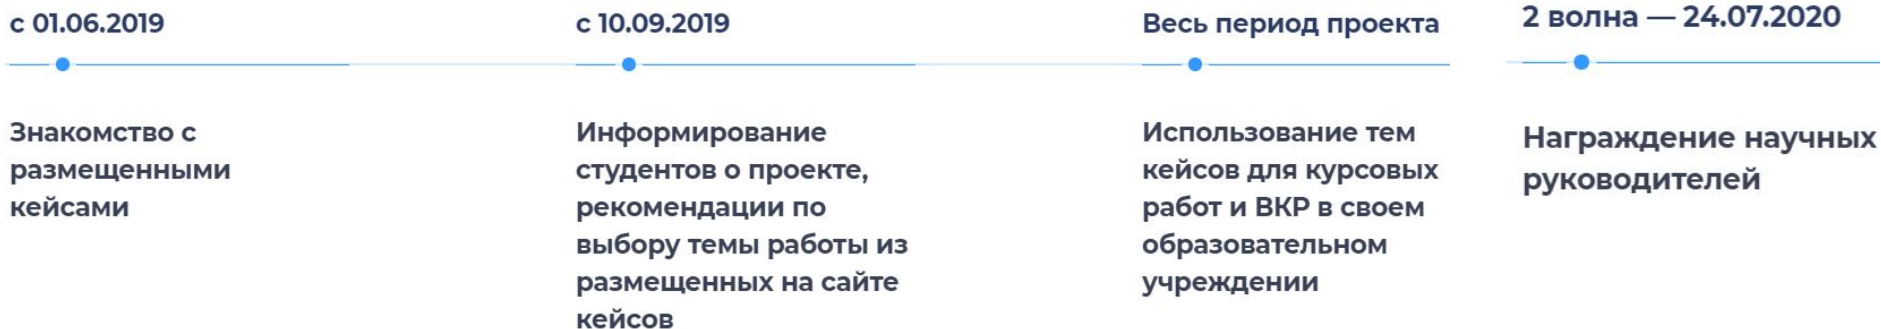 с 01.06.2019
Знакомство с
размещенными
кейсами
с 10.09.2019
Информирование
студентов о проекте,
рекомендации по
выбору темы работы из
размещенных на сайте
кейсов
Весь период проекта
Использование тем
кейсов для курсовых
работ и ВКР в своем
образовательном
учреждении
2 волна — 24.07.2020
Награждение научных
руководителей